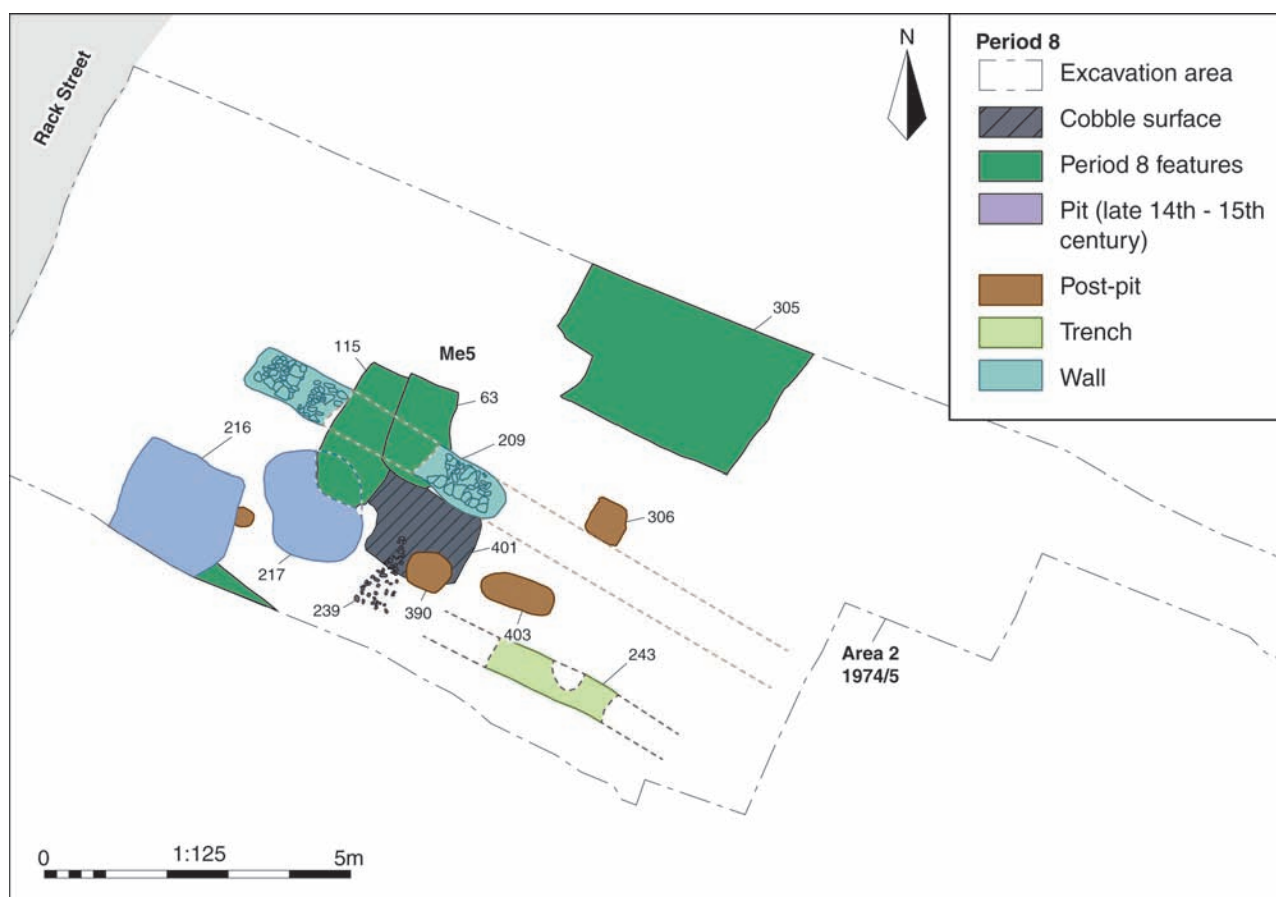 Rack Street
N
Period 8
Excavation area
Cobble surface
Period 8 features
Pit (late 14th - 15th
century)
Post-pit
Trench
Wall
305
115
Me5
63
216
209
306
217
401
239
390
403
243
Area 2
1974/5
0
1:125
5m